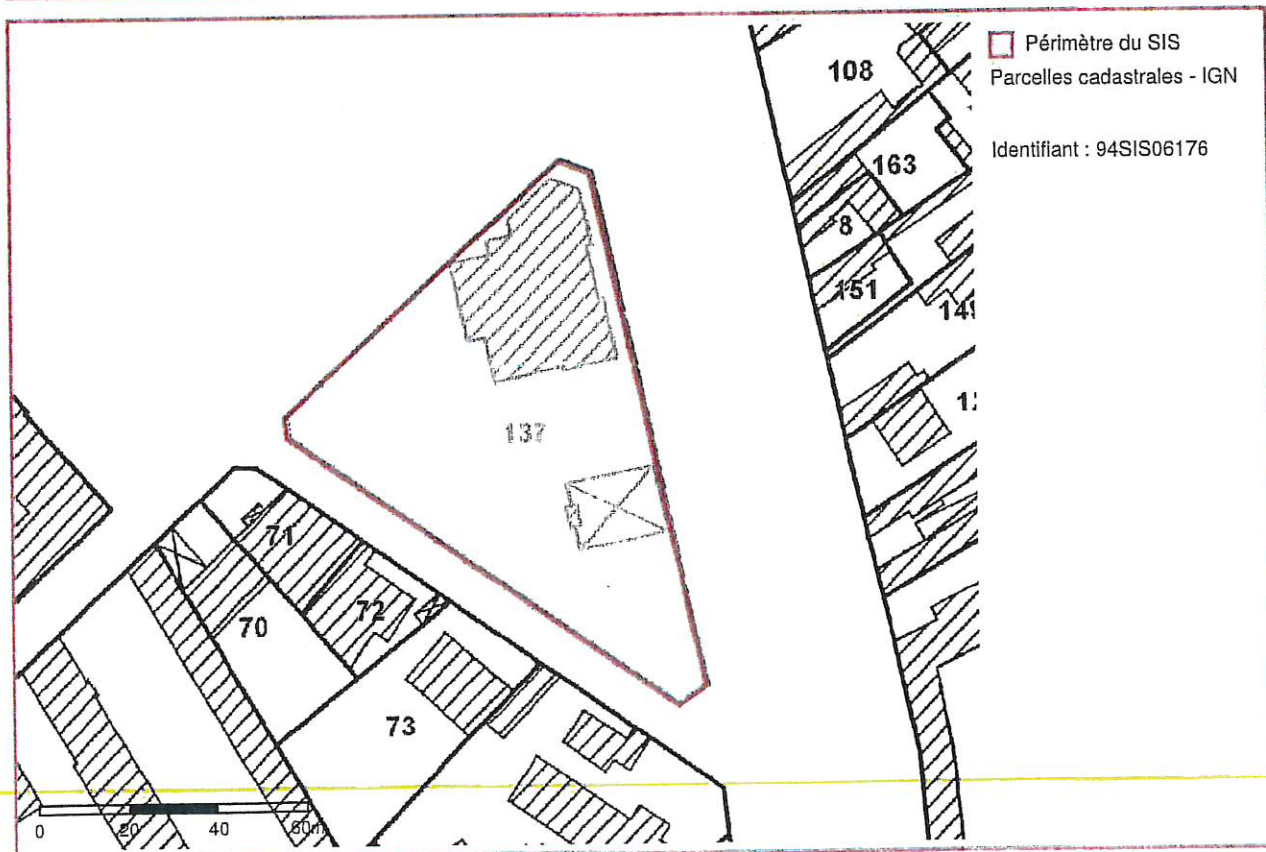 Périmètre du SIS
Parcelles cadastrales - IGN
Identifiant : 94SIS06176
108
163
8
151
137
71
72
70
73
0 20 40 60m